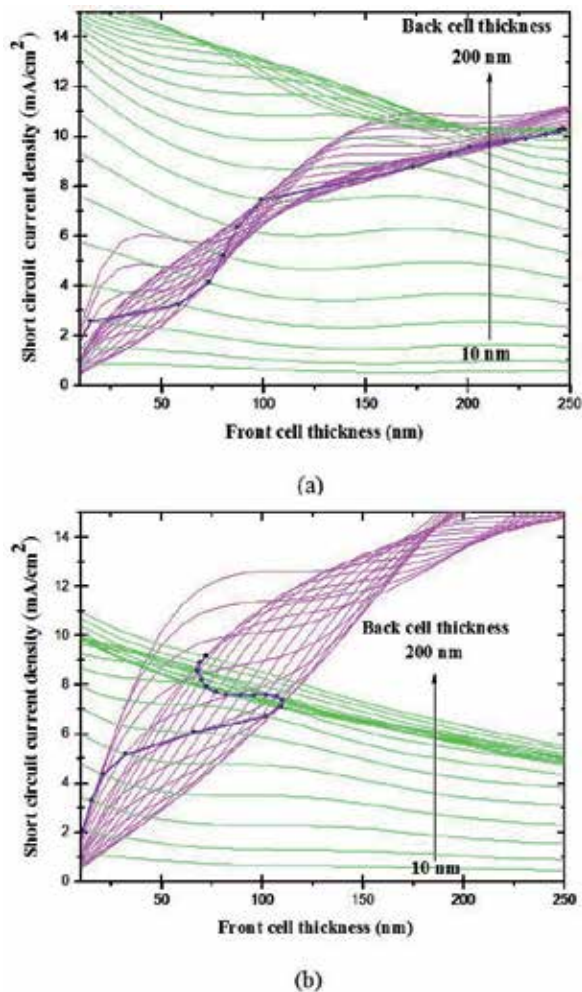 14
12
10
8
6
4
2
0
Short circuit current density (mA/cm²)
Back cell thickness
200 nm
10 nm
50
100
150
200
250
Front cell thickness (nm)
(a)
14
12
10
8
6
4
2
0
Short circuit current density (mA/cm²)
Back cell thickness
200 nm
10 nm
50
100
150
200
250
Front cell thickness (nm)
(b)